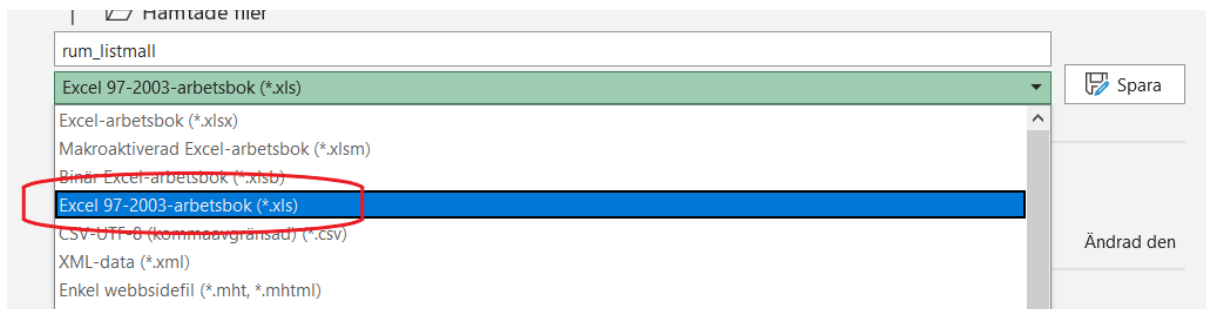 Hämtade filer
rum_listmall
Excel 97-2003-arbetsbok (*.xls)
Spara
Excel-arbetsbok (*.xlsx)
Makroaktiverad Excel-arbetsbok (*.xlsm)
Binär Excel-arbetsbok (*.xlsb)
Excel 97-2003-arbetsbok (*.xls)
CSV-UTF-8 (kommaavgränsad) (*.csv)
Ändrad den
XML-data (*.xml)
Enkel webbsidefil (*.mht, *.mhtml)